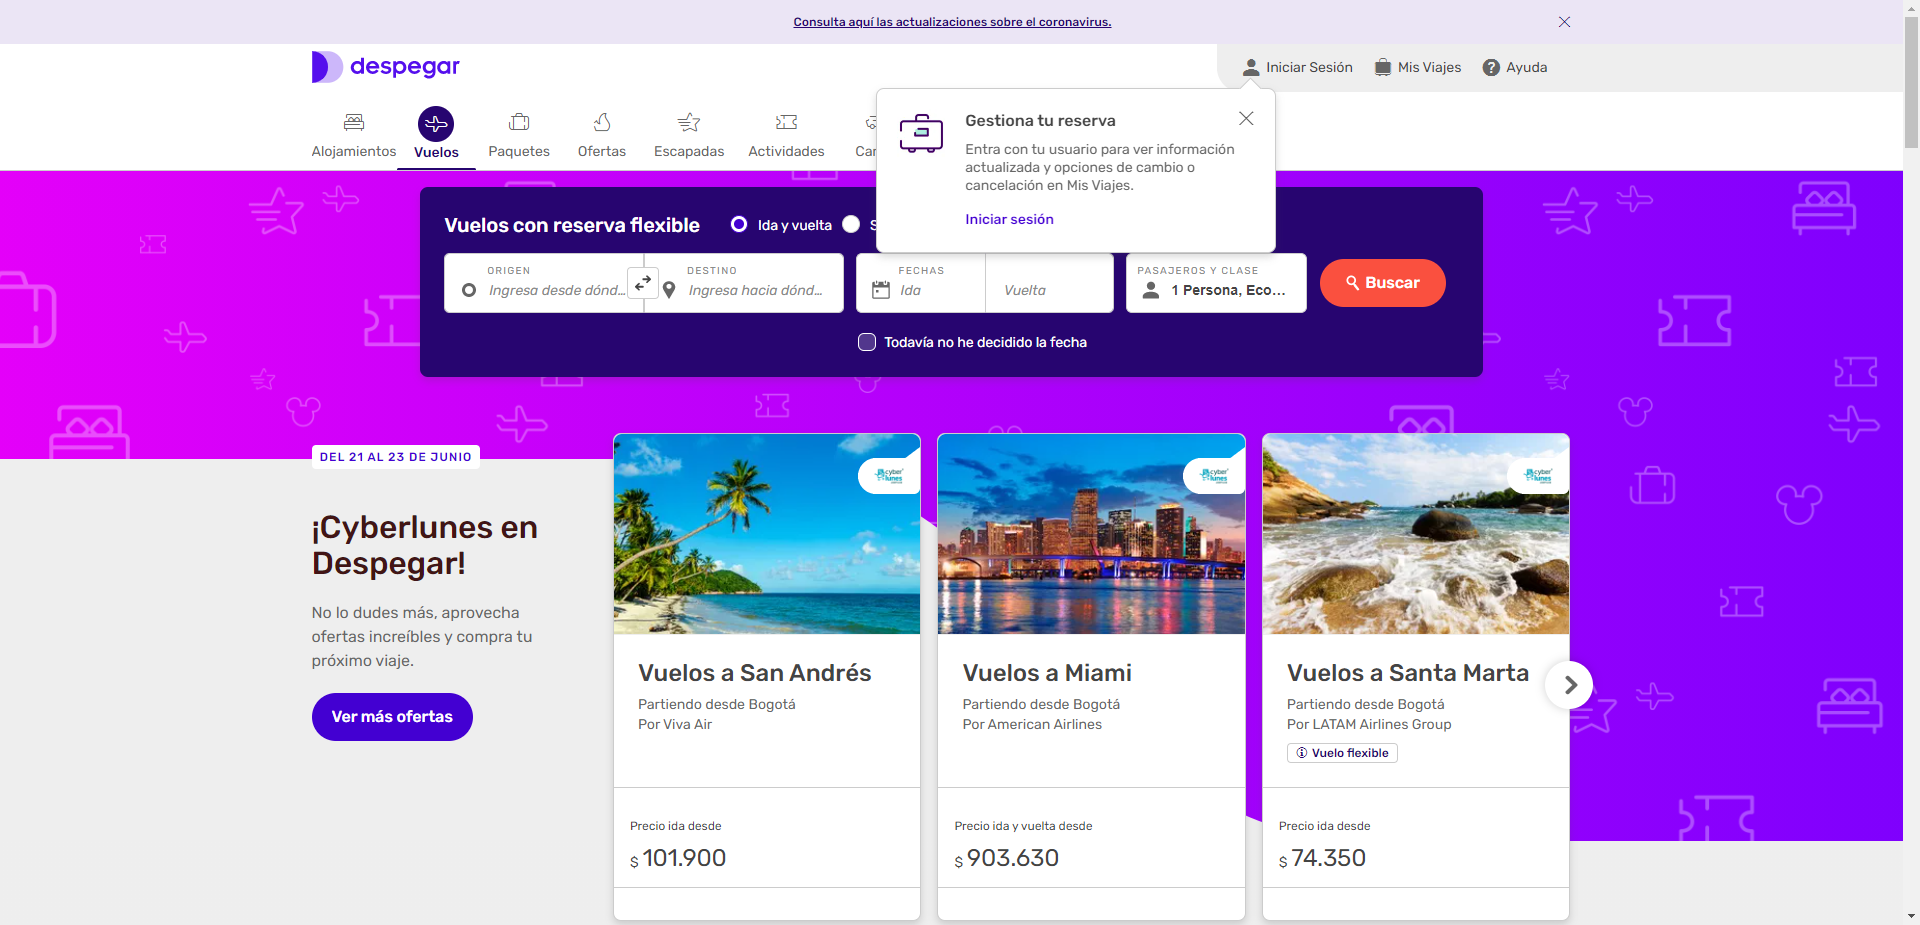 Consulta aquí las actualizaciones sobre el coronavirus.
despegar
Iniciar Sesión
Mis Viajes
Ayuda
Alojamientos
Vuelos
Paquetes
Ofertas
Escapadas
Actividades
Gestiona tu reserva
Entra con tu usuario para ver información
actualizada y opciones de cambio o
cancelación en Mis Viajes.
Iniciar sesión
Vuelos con reserva flexible
Ida y vuelta
ORIGEN
Ingresa desde dónd...
DESTINO
Ingresa hacia dónd...
FECHAS
Ida
Vuelta
PASAJEROS Y CLASE
1 Persona, Eco...
Buscar
Todavía no he decidido la fecha
DEL 21 AL 23 DE JUNIO
¡Cyberlunes en
Despegar!
No lo dudes más, aprovecha
ofertas increíbles y compra tu
próximo viaje.
Ver más ofertas
cyber
lunes
Vuelos a San Andrés
Partiendo desde Bogotá
Por Viva Air
Precio ida desde
$ 101.900
cyber
lunes
Vuelos a Miami
Partiendo desde Bogotá
Por American Airlines
Precio ida y vuelta desde
$ 903.630
cyber
lunes
Vuelos a Santa Marta
Partiendo desde Bogotá
Por LATAM Airlines Group
Vuelo flexible
Precio ida desde
$ 74.350